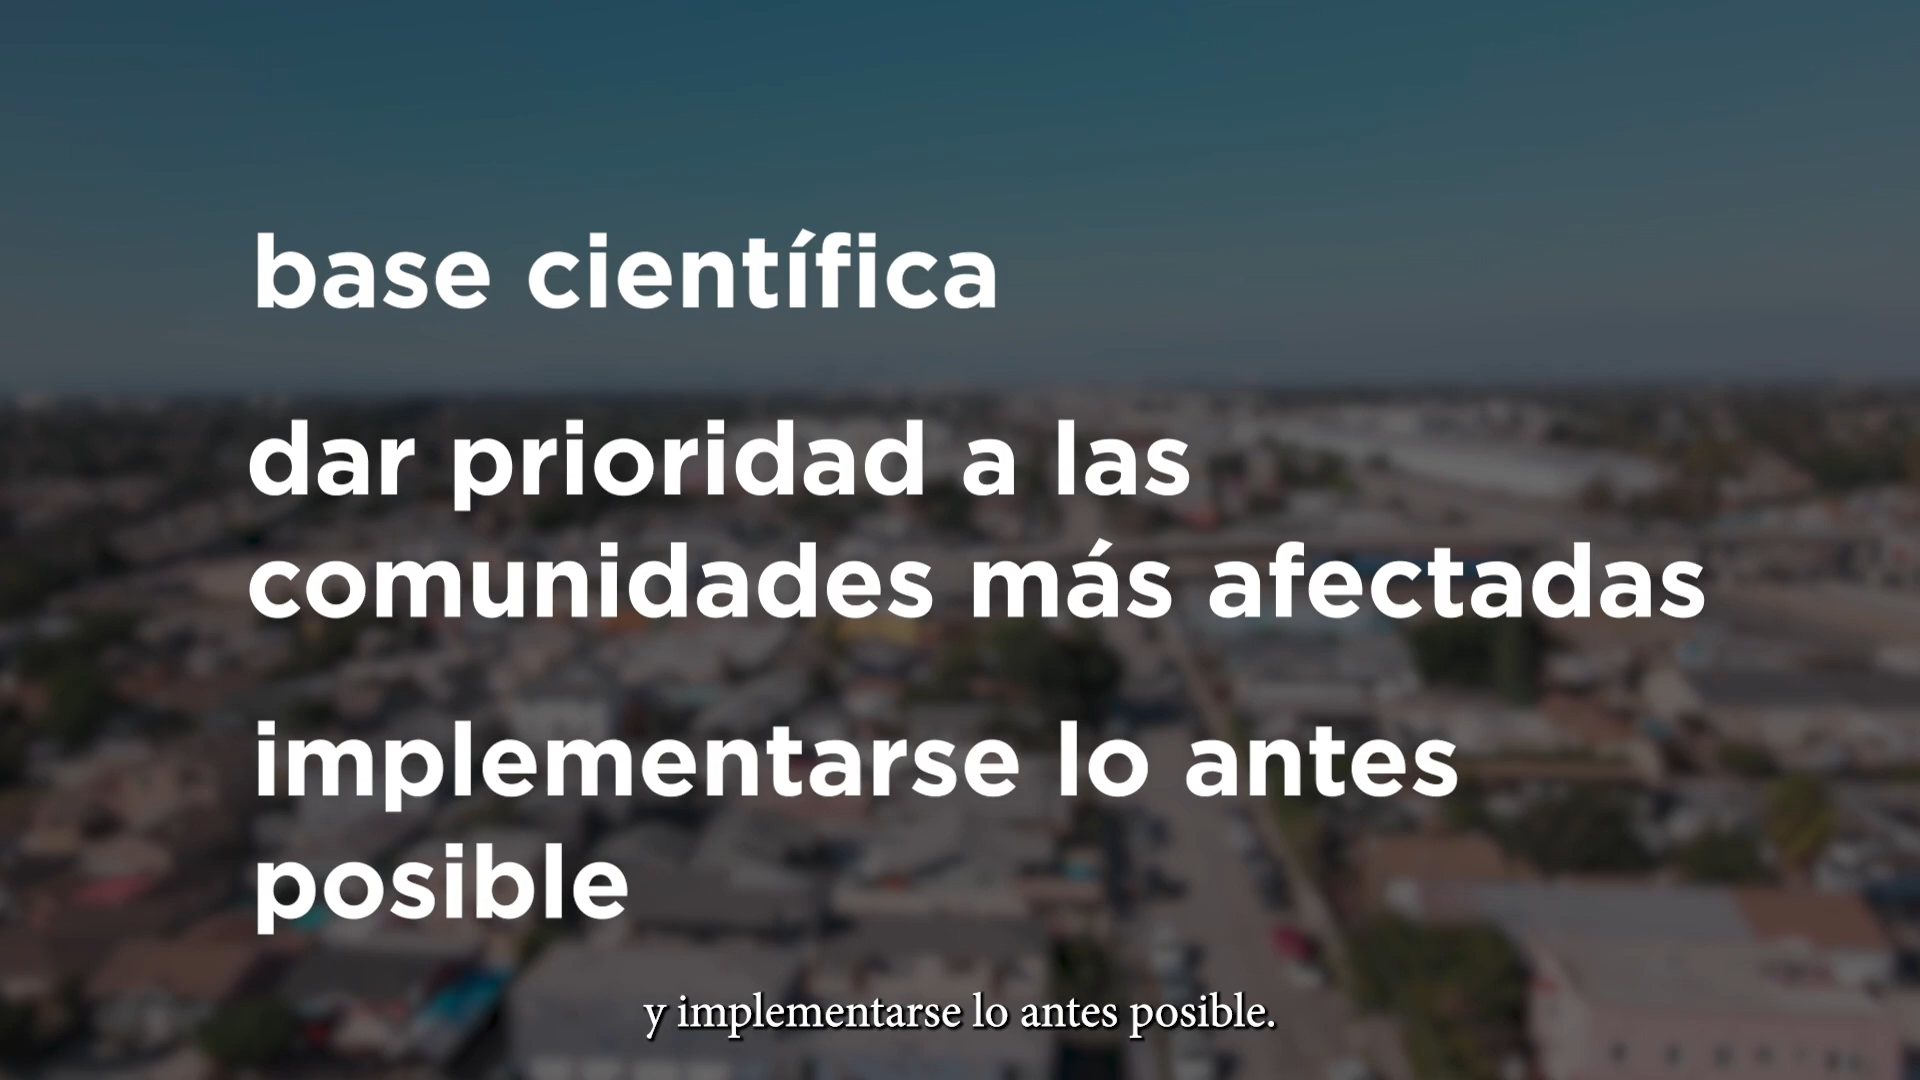 base científica
dar prioridad a las
comunidades más afectadas
implementarse lo antes
posible
y implementarse lo antes posible.